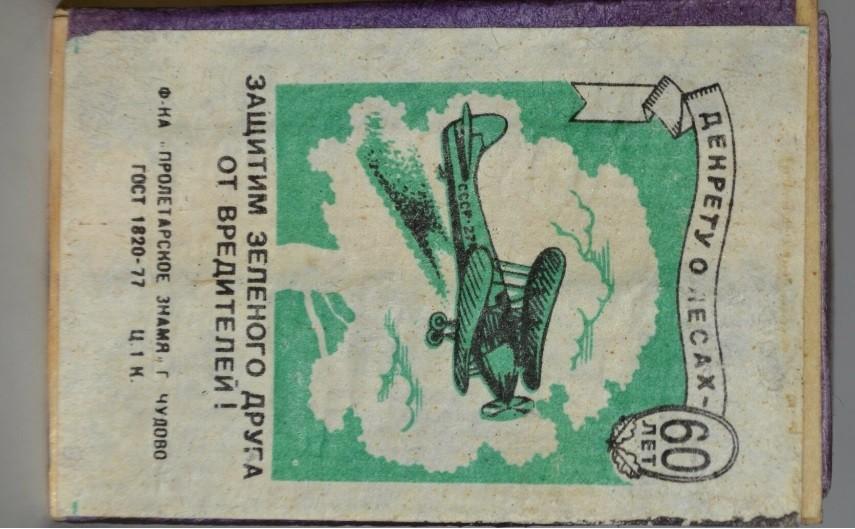 ДЕКРЕТУ О ЛЕСАХ-
60
ЛЕТ
СССР-27
ЗАЩИТИМ ЗЕЛЕНОГО ДРУГА
ОТ ВРЕДИТЕЛЕЙ!
Ф-КА „ПРОЛЕТАРСКОЕ ЗНАМЯ„ Г ЧУДОВО
ГОСТ 1820-77 Ц.1 К.